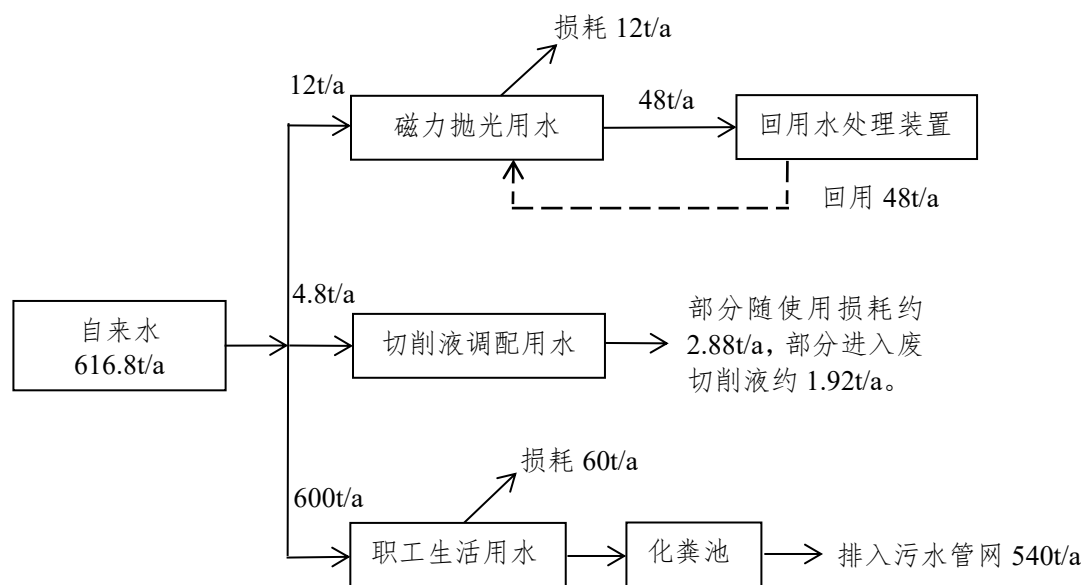 损耗 12t/a
12t/a
48t/a
磁力抛光用水
回用水处理装置
回用 48t/a
4.8t/a
自来水
616.8t/a
切削液调配用水
部分随使用损耗约
2.88t/a，部分进入废
切削液约 1.92t/a。
损耗 60t/a
600t/a
职工生活用水
化粪池
排入污水管网 540t/a